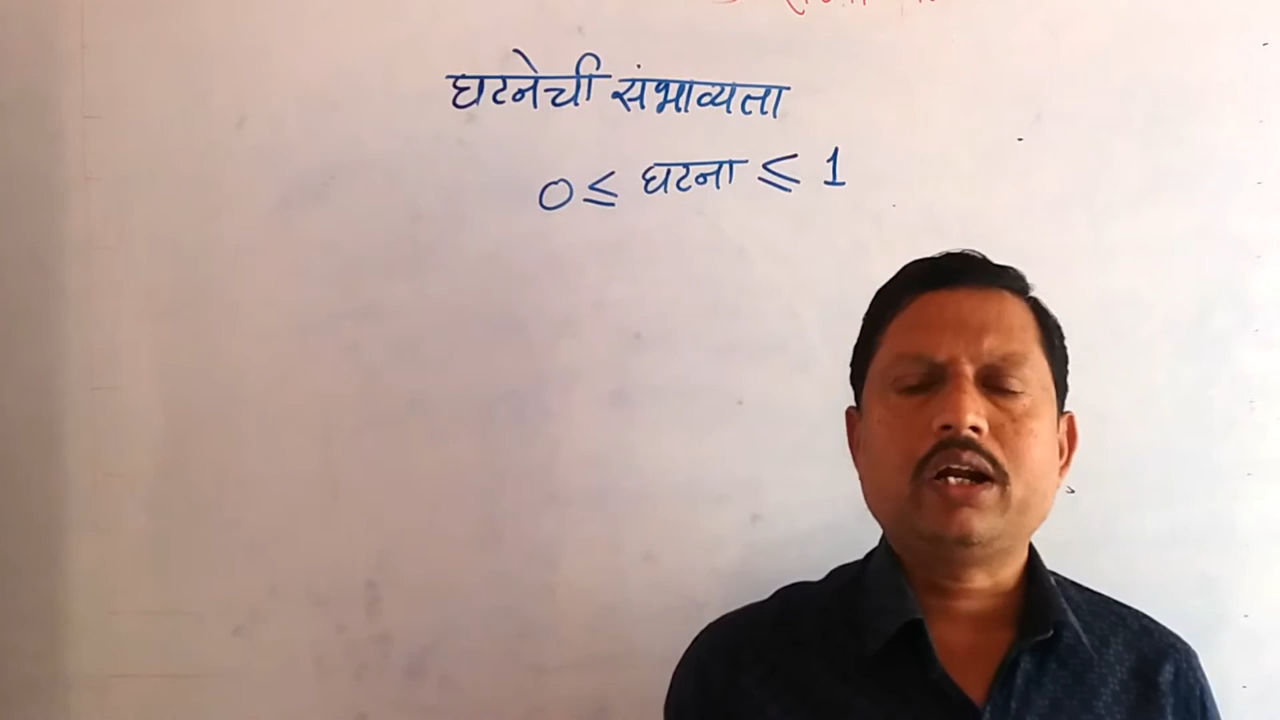 घटनेची संभाव्यता
0 ≤ घटना ≤ 1